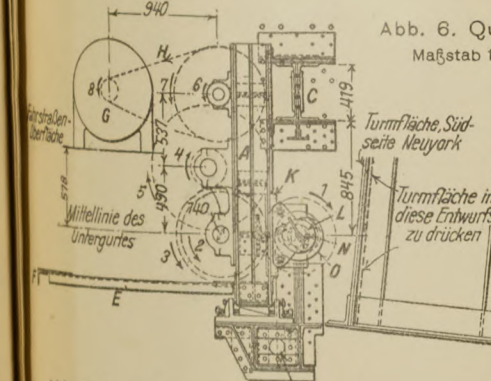 940
Abb. 6. Qu
Maßstab 1
H
8
7
6
G
C
419
Fahrstraßen-
oberfläche
537
4
A
578
5
490
K
845
Turmfläche, Süd-
seite Neuyork
140
1
L
Turmfläche in
diese Entwurfs
zu drücken
Mittellinie des
Untergurtes
2
3
N
O
F
E